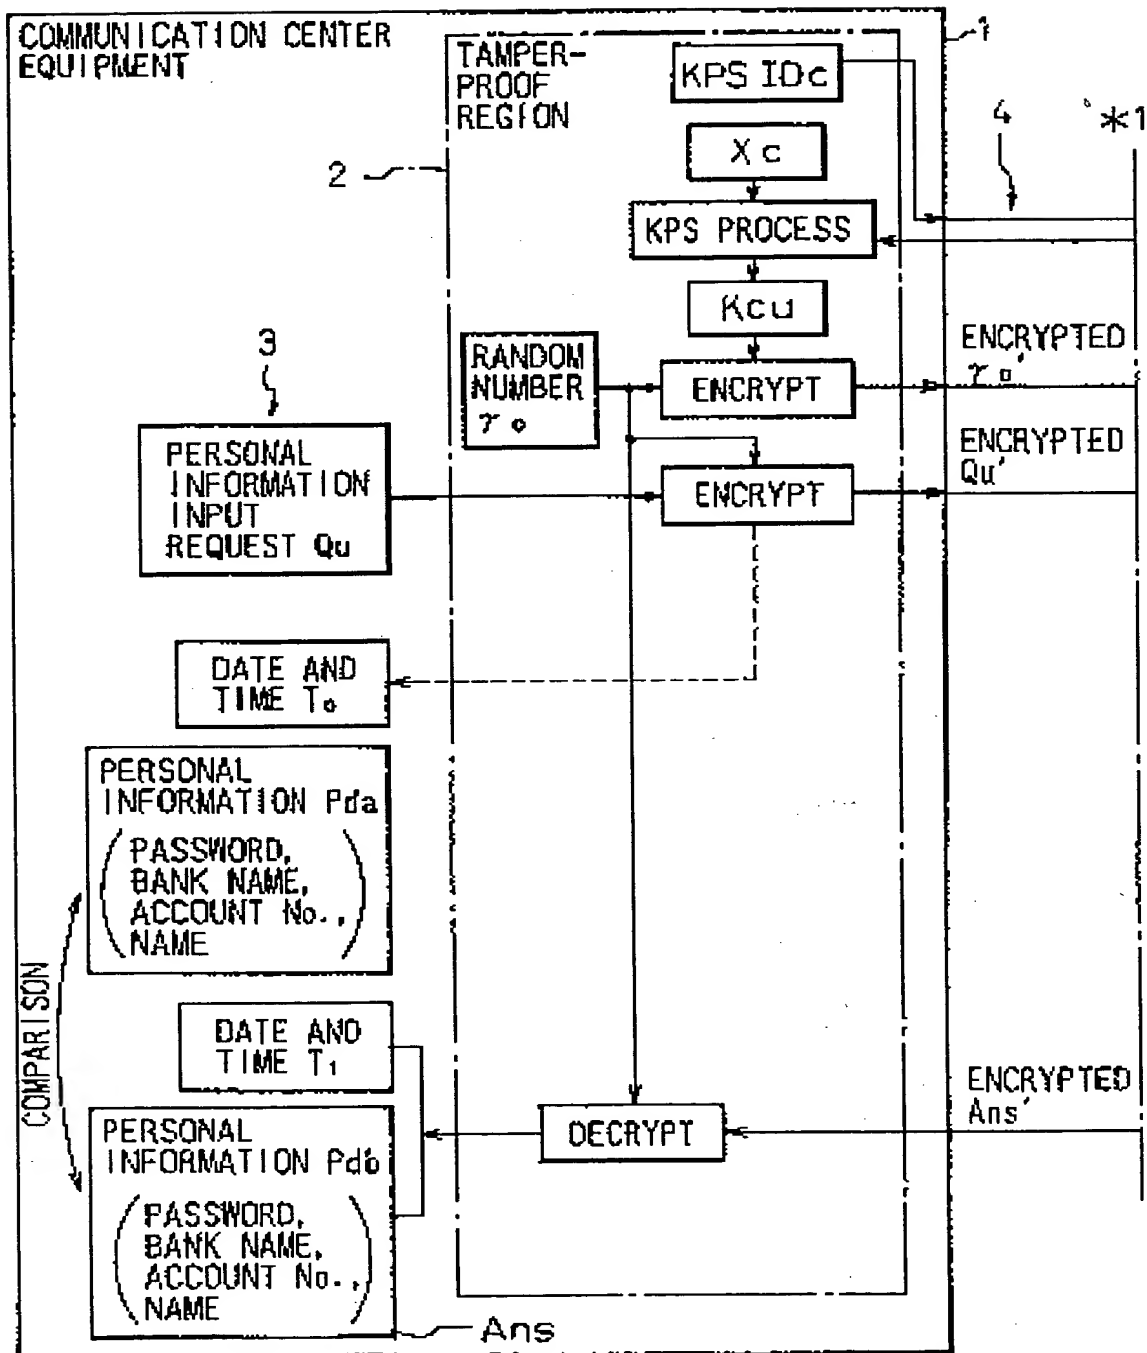 COMMUNICATION CENTER
EQUIPMENT
1
TAMPER-
PROOF
REGION
KPS IDc
4
*1
Xc
2
KPS PROCESS
Kcu
3
RANDOM
NUMBER
γ₀
ENCRYPT
ENCRYPTED
γ₀'
PERSONAL
INFORMATION
INPUT
REQUEST Qu
ENCRYPT
ENCRYPTED
Qu'
DATE AND
TIME T₀
PERSONAL
INFORMATION Pda
PASSWORD,
BANK NAME,
ACCOUNT No.,
NAME
COMPARISON
DATE AND
TIME T₁
DECRYPT
ENCRYPTED
Ans'
PERSONAL
INFORMATION Pdb
PASSWORD,
BANK NAME,
ACCOUNT No.,
NAME
Ans